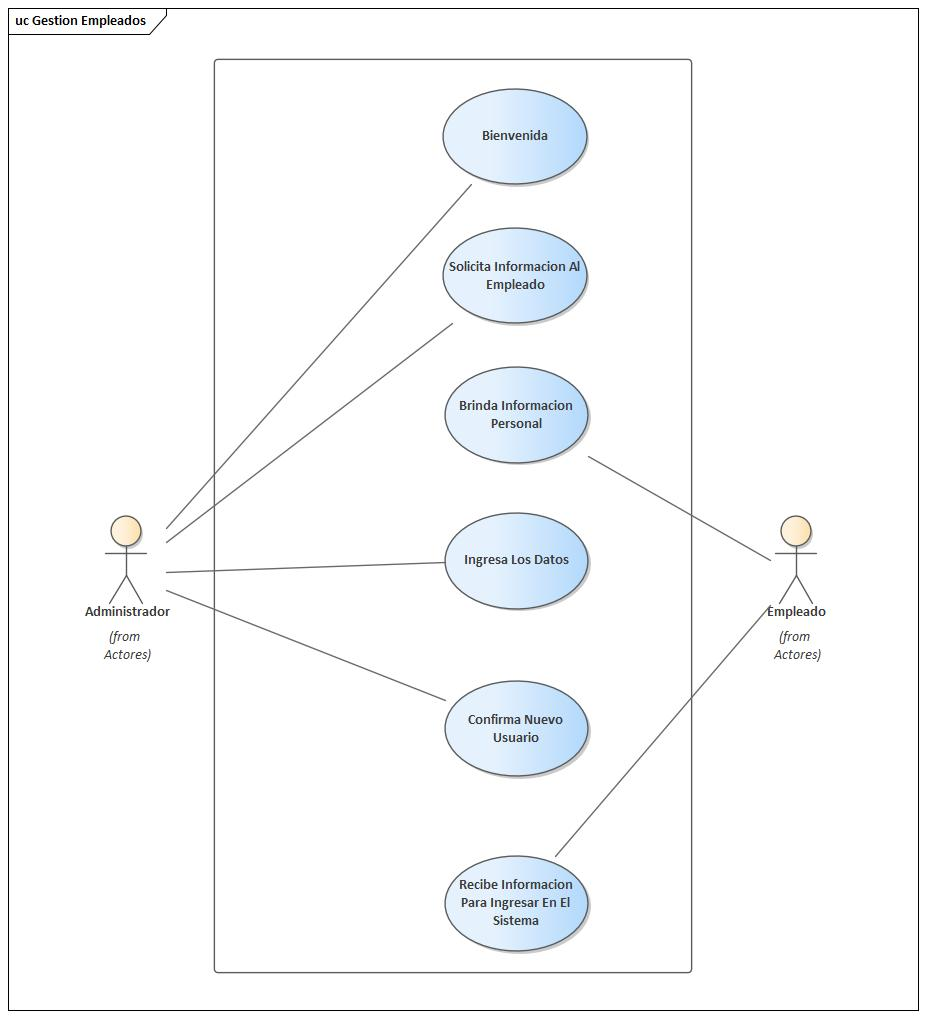 uc Gestion Empleados
Bienvenida
Solicita Informacion Al
Empleado
Brinda Informacion
Personal
Ingresa Los Datos
Administrador
(from
Actores)
Empleado
(from
Actores)
Confirma Nuevo
Usuario
Recibe Informacion
Para Ingresar En El
Sistema